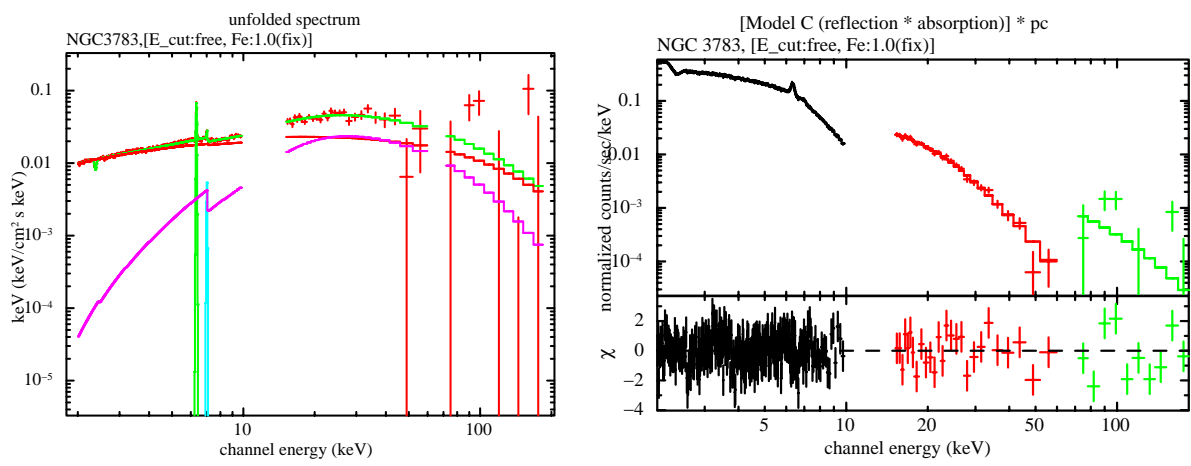 unfolded spectrum
NGC3783,[E_cut:free, Fe:1.0(fix)]
keV (keV/cm² s keV)
0.1
0.01
10⁻³
10⁻⁴
10⁻⁵
10
100
channel energy (keV)
[Model C (reflection * absorption)] * pc
NGC 3783, [E_cut:free, Fe:1.0(fix)]
normalized counts/sec/keV
0.1
0.01
10⁻³
10⁻⁴
χ
2
0
−2
−4
5
10
20
50
100
channel energy (keV)